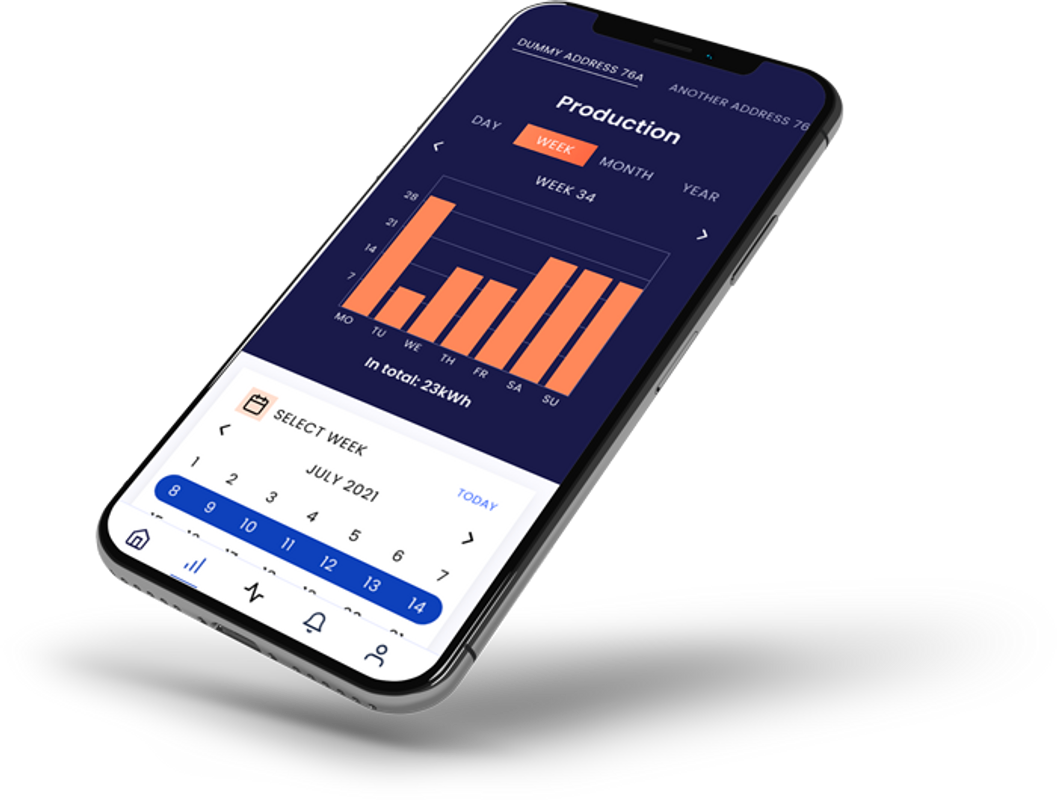 DUMMY ADDRESS 76A ANOTHER ADDRESS 76
Production
DAY WEEK MONTH YEAR
WEEK 34
28
21
14
7
MO TU WE TH FR SA SU
In total: 23kWh
SELECT WEEK
JULY 2021 TODAY
1 2 3 4 5 6 7
8 9 10 11 12 13 14